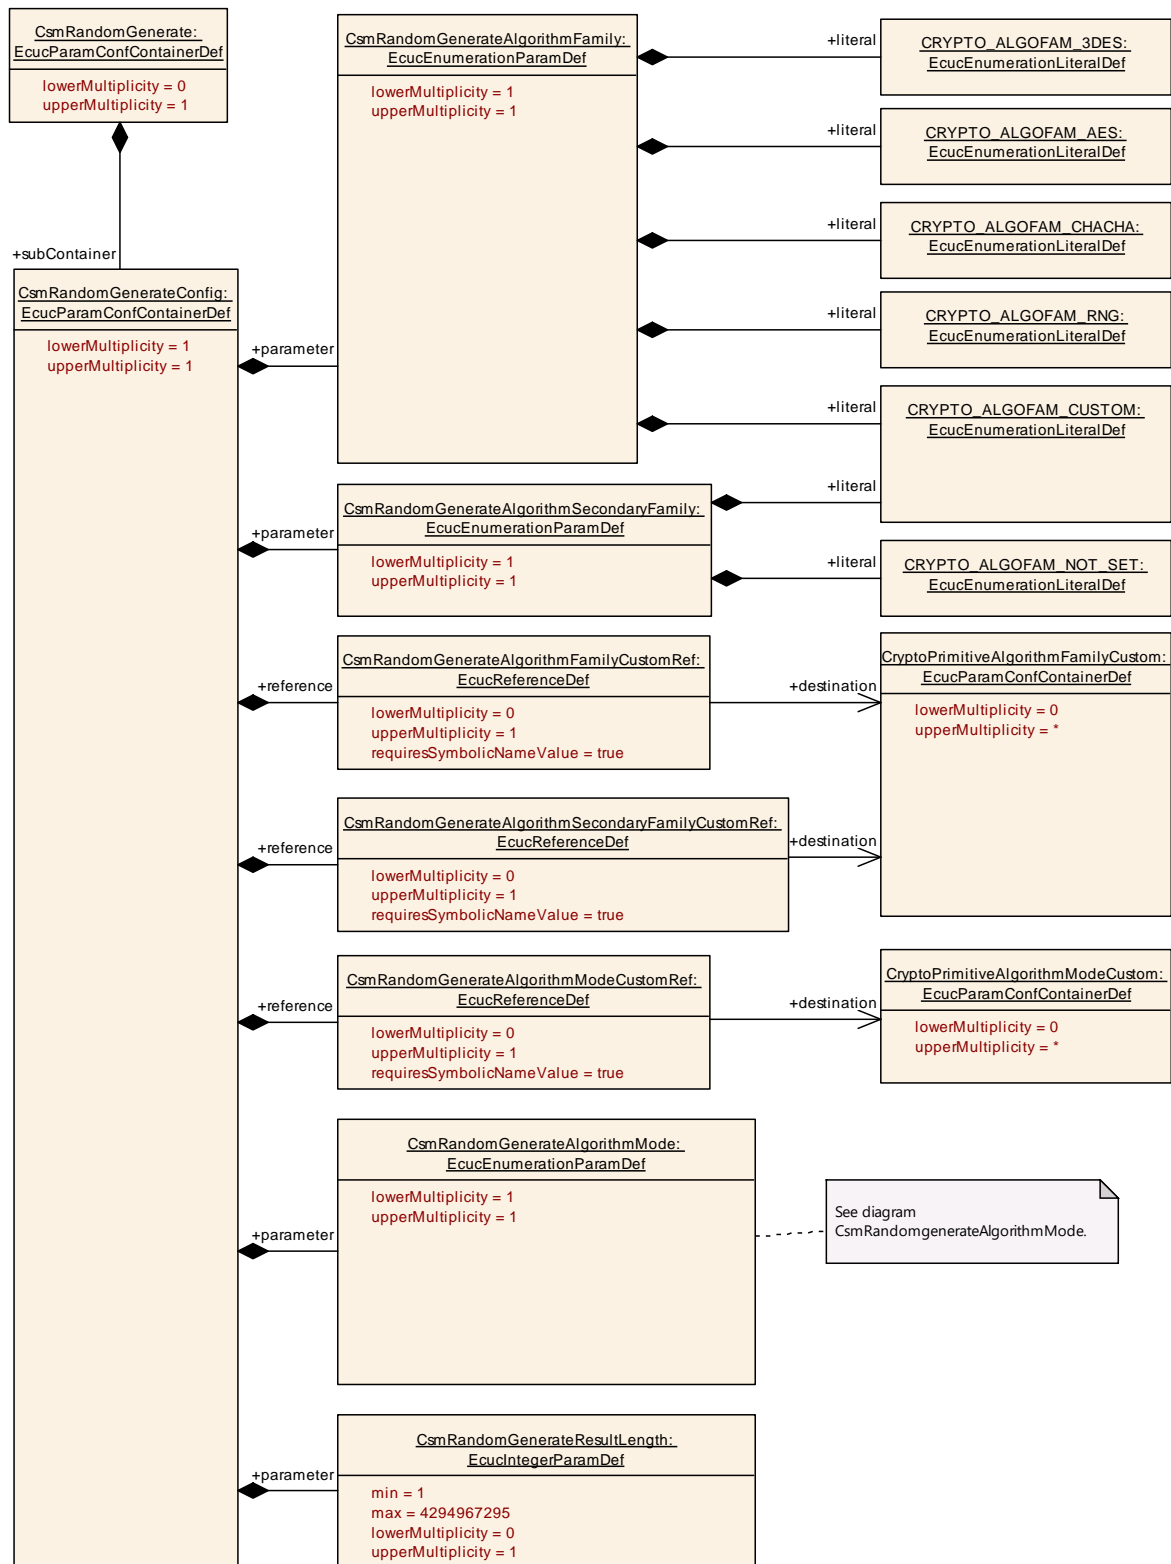 CsmRandomGenerate:
EcucParamConfContainerDef
lowerMultiplicity = 0
upperMultiplicity = 1
+subContainer
CsmRandomGenerateConfig:
EcucParamConfContainerDef
lowerMultiplicity = 1
upperMultiplicity = 1
+parameter
CsmRandomGenerateAlgorithmFamily:
EcucEnumerationParamDef
lowerMultiplicity = 1
upperMultiplicity = 1
+literal
CRYPTO_ALGOFAM_3DES:
EcucEnumerationLiteralDef
+literal
CRYPTO_ALGOFAM_AES:
EcucEnumerationLiteralDef
+literal
CRYPTO_ALGOFAM_CHACHA:
EcucEnumerationLiteralDef
+literal
CRYPTO_ALGOFAM_RNG:
EcucEnumerationLiteralDef
+literal
CRYPTO_ALGOFAM_CUSTOM:
EcucEnumerationLiteralDef
+parameter
CsmRandomGenerateAlgorithmSecondaryFamily:
EcucEnumerationParamDef
lowerMultiplicity = 1
upperMultiplicity = 1
+literal
+literal
CRYPTO_ALGOFAM_NOT_SET:
EcucEnumerationLiteralDef
+reference
CsmRandomGenerateAlgorithmFamilyCustomRef:
EcucReferenceDef
lowerMultiplicity = 0
upperMultiplicity = 1
requiresSymbolicNameValue = true
+destination
CryptoPrimitiveAlgorithmFamilyCustom:
EcucParamConfContainerDef
lowerMultiplicity = 0
upperMultiplicity = *
+reference
CsmRandomGenerateAlgorithmSecondaryFamilyCustomRef:
EcucReferenceDef
lowerMultiplicity = 0
upperMultiplicity = 1
requiresSymbolicNameValue = true
+destination
+reference
CsmRandomGenerateAlgorithmModeCustomRef:
EcucReferenceDef
lowerMultiplicity = 0
upperMultiplicity = 1
requiresSymbolicNameValue = true
+destination
CryptoPrimitiveAlgorithmModeCustom:
EcucParamConfContainerDef
lowerMultiplicity = 0
upperMultiplicity = *
+parameter
CsmRandomGenerateAlgorithmMode:
EcucEnumerationParamDef
lowerMultiplicity = 1
upperMultiplicity = 1
See diagram
CsmRandomgenerateAlgorithmMode.
+parameter
CsmRandomGenerateResultLength:
EcucIntegerParamDef
min = 1
max = 4294967295
lowerMultiplicity = 0
upperMultiplicity = 1